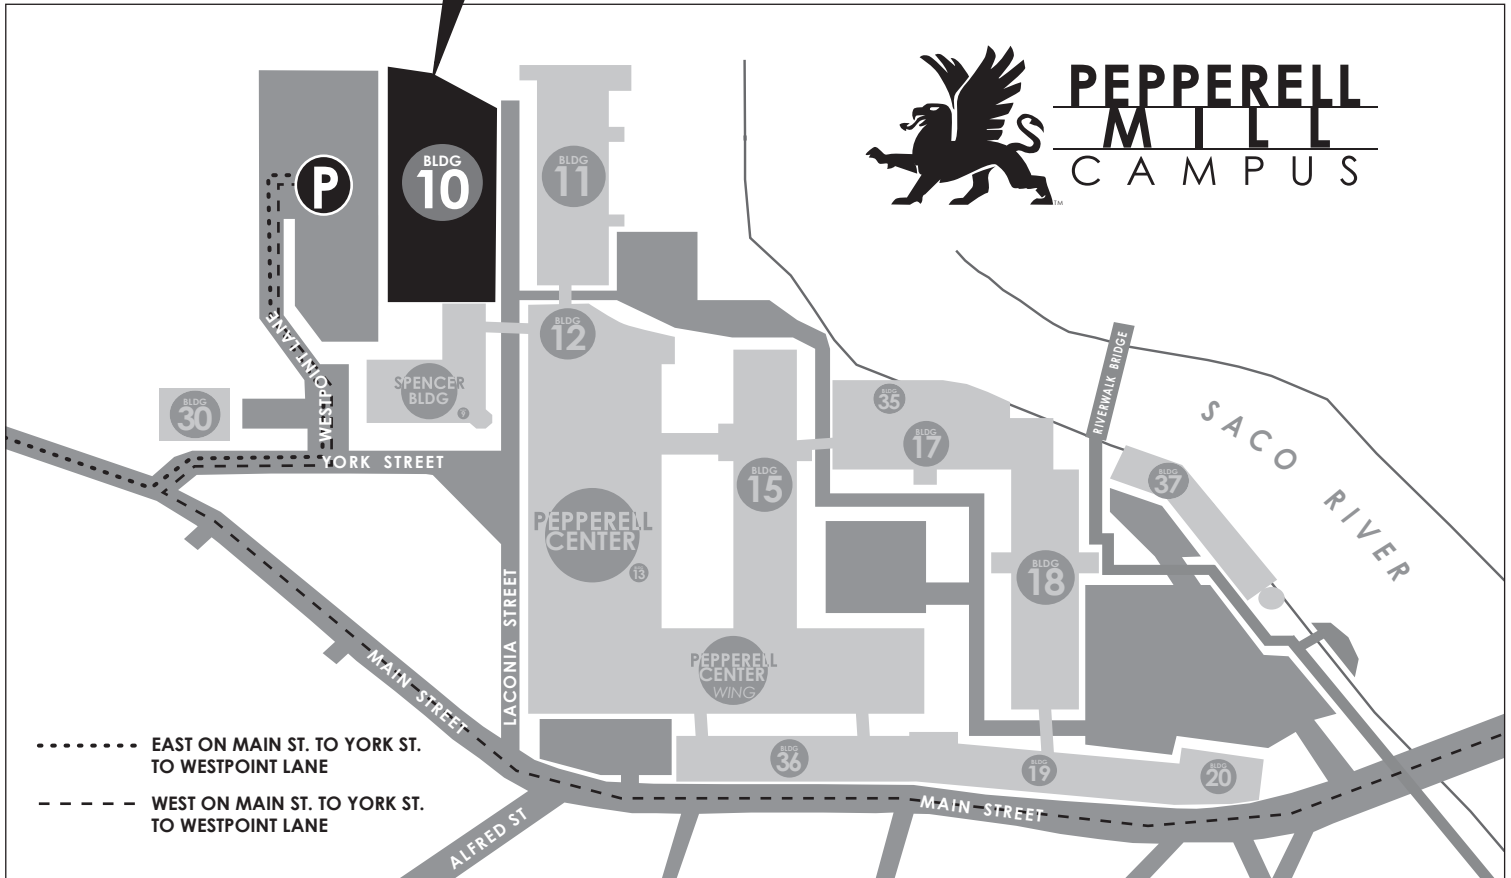 PEPPERELL
MILL
CAMPUS
TM
BLDG
10
BLDG
11
P
BLDG
12
WESTPOINT LANE
SPENCER
BLDG
9
BLDG
30
YORK STREET
BLDG
35
BLDG
17
BLDG
15
RIVERWALK BRIDGE
SACO RIVER
BLDG
37
PEPPERELL
CENTER
13
BLDG
18
LACONIA STREET
PEPPERELL
CENTER
WING
MAIN STREET
BLDG
36
BLDG
19
BLDG
20
MAIN STREET
ALFRED ST
EAST ON MAIN ST. TO YORK ST.
TO WESTPOINT LANE
WEST ON MAIN ST. TO YORK ST.
TO WESTPOINT LANE